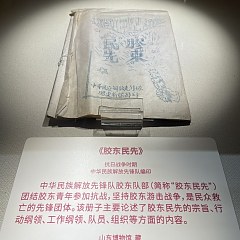 胶东
民先
《胶东民先》
抗日战争时期
中华民族解放先锋队编印
中华民族解放先锋队胶东队部(简称"胶东民先")
团结胶东青年参加抗战，坚持胶东游击战争，是民众救
亡的先锋团体。该册子主要论述了胶东民先的宗旨、行
动纲领、工作纲领、队员、组织等方面的内容。
山东博物馆 藏